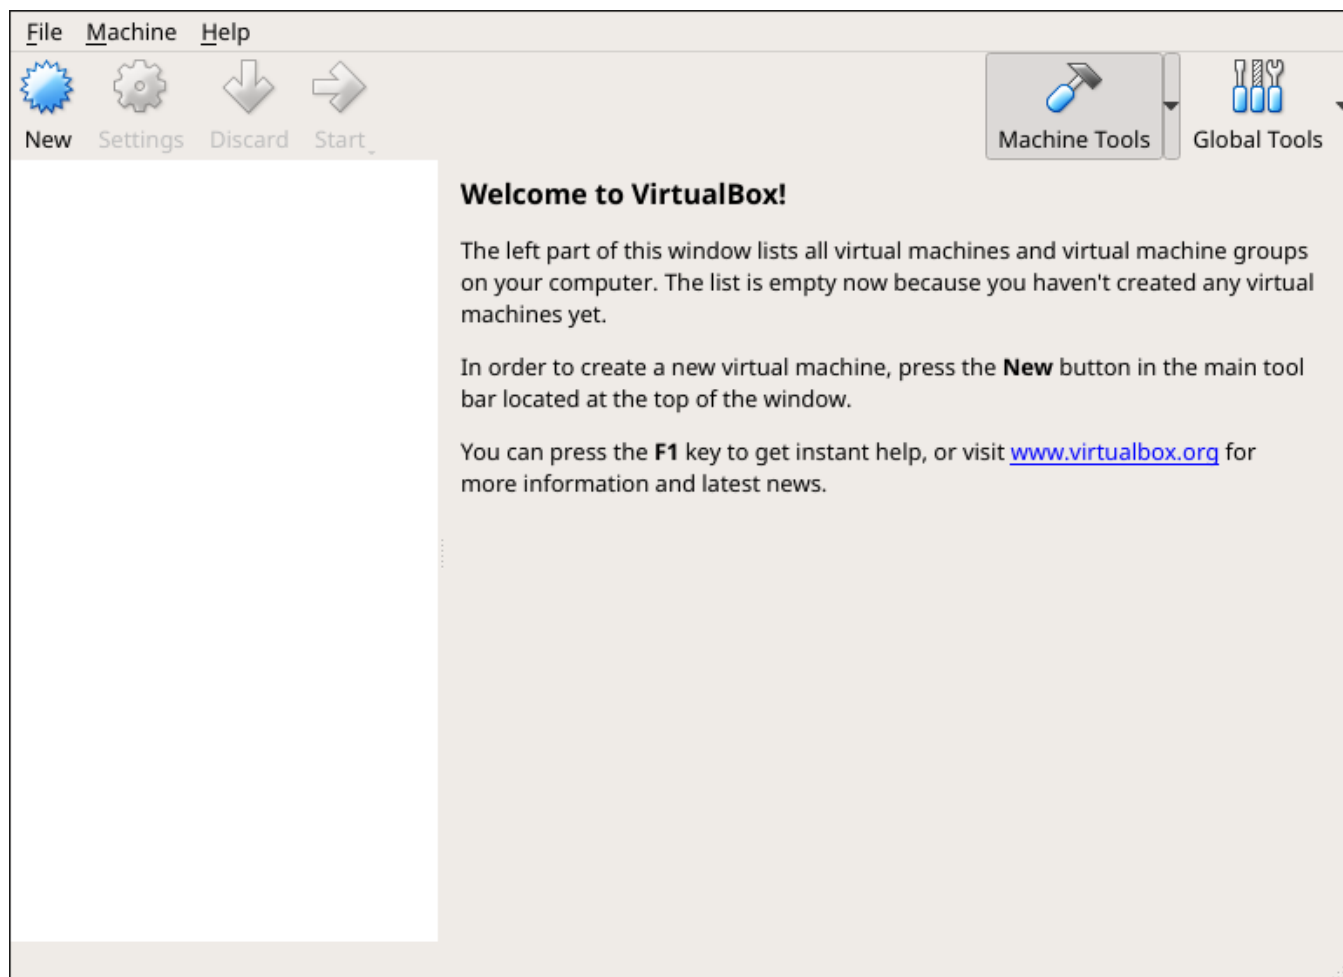 File Machine Help
New Settings Discard Start Machine Tools Global Tools
Welcome to VirtualBox!
The left part of this window lists all virtual machines and virtual machine groups
on your computer. The list is empty now because you haven't created any virtual
machines yet.
In order to create a new virtual machine, press the New button in the main tool
bar located at the top of the window.
You can press the F1 key to get instant help, or visit www.virtualbox.org for
more information and latest news.